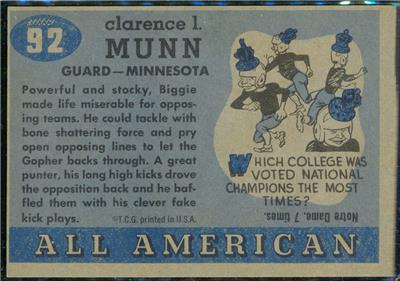 92
clarence l.
MUNN
GUARD—MINNESOTA
Powerful and stocky, Biggie
made life miserable for oppos-
ing teams. He could tackle with
bone shattering force and pry
open opposing lines to let the
Gopher backs through. A great
punter, his long high kicks drove
the opposition back and he baf-
fled them with his clever fake
kick plays.
©T.C.G. printed in U.S.A.
WHICH COLLEGE WAS
VOTED NATIONAL
CHAMPIONS THE MOST
TIMES?
Notre Dame. 7 times.
ALL AMERICAN